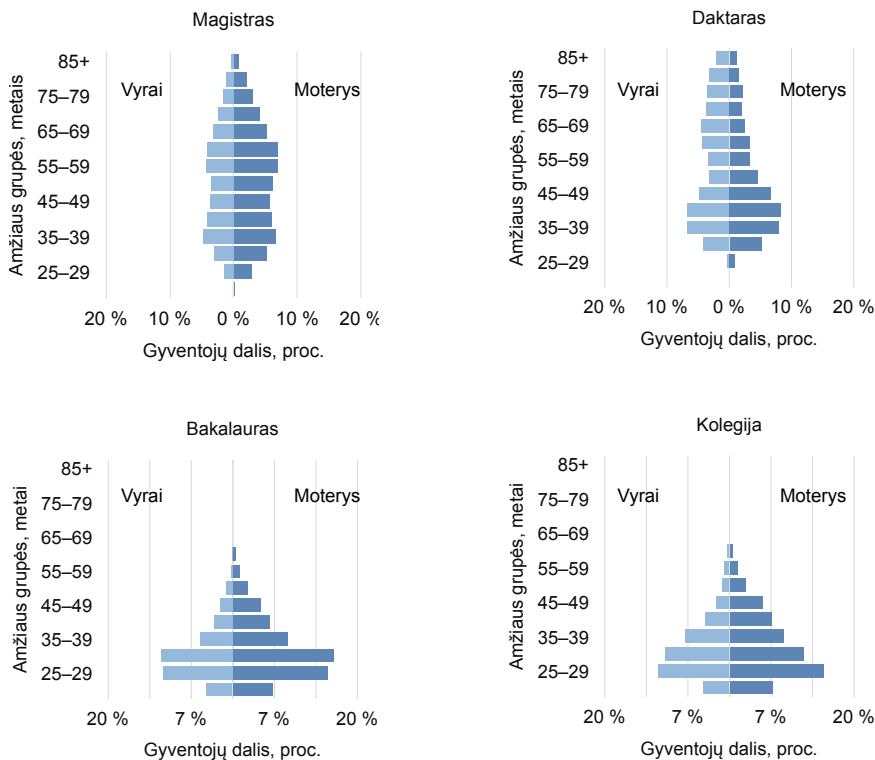 Magistras
85+
Vyrai
Moterys
75–79
65–69
55–59
45–49
35–39
25–29
Amžiaus grupės, metais
20 % 10 % 0 % 10 % 20 %
Gyventojų dalis, proc.
Daktaras
85+
Vyrai
Moterys
75–79
65–69
55–59
45–49
35–39
25–29
Amžiaus grupės, metais
20 % 10 % 0 % 10 % 20 %
Gyventojų dalis, proc.
Bakalauras
85+
Vyrai
Moterys
75–79
65–69
55–59
45–49
35–39
25–29
Amžiaus grupės, metai
20 % 7 % 7 % 20 %
Gyventojų dalis, proc.
Kolegija
85+
Vyrai
Moterys
75–79
65–69
55–59
45–49
35–39
25–29
Amžiaus grupės, metai
20 % 7 % 7 % 20 %
Gyventojų dalis, proc.